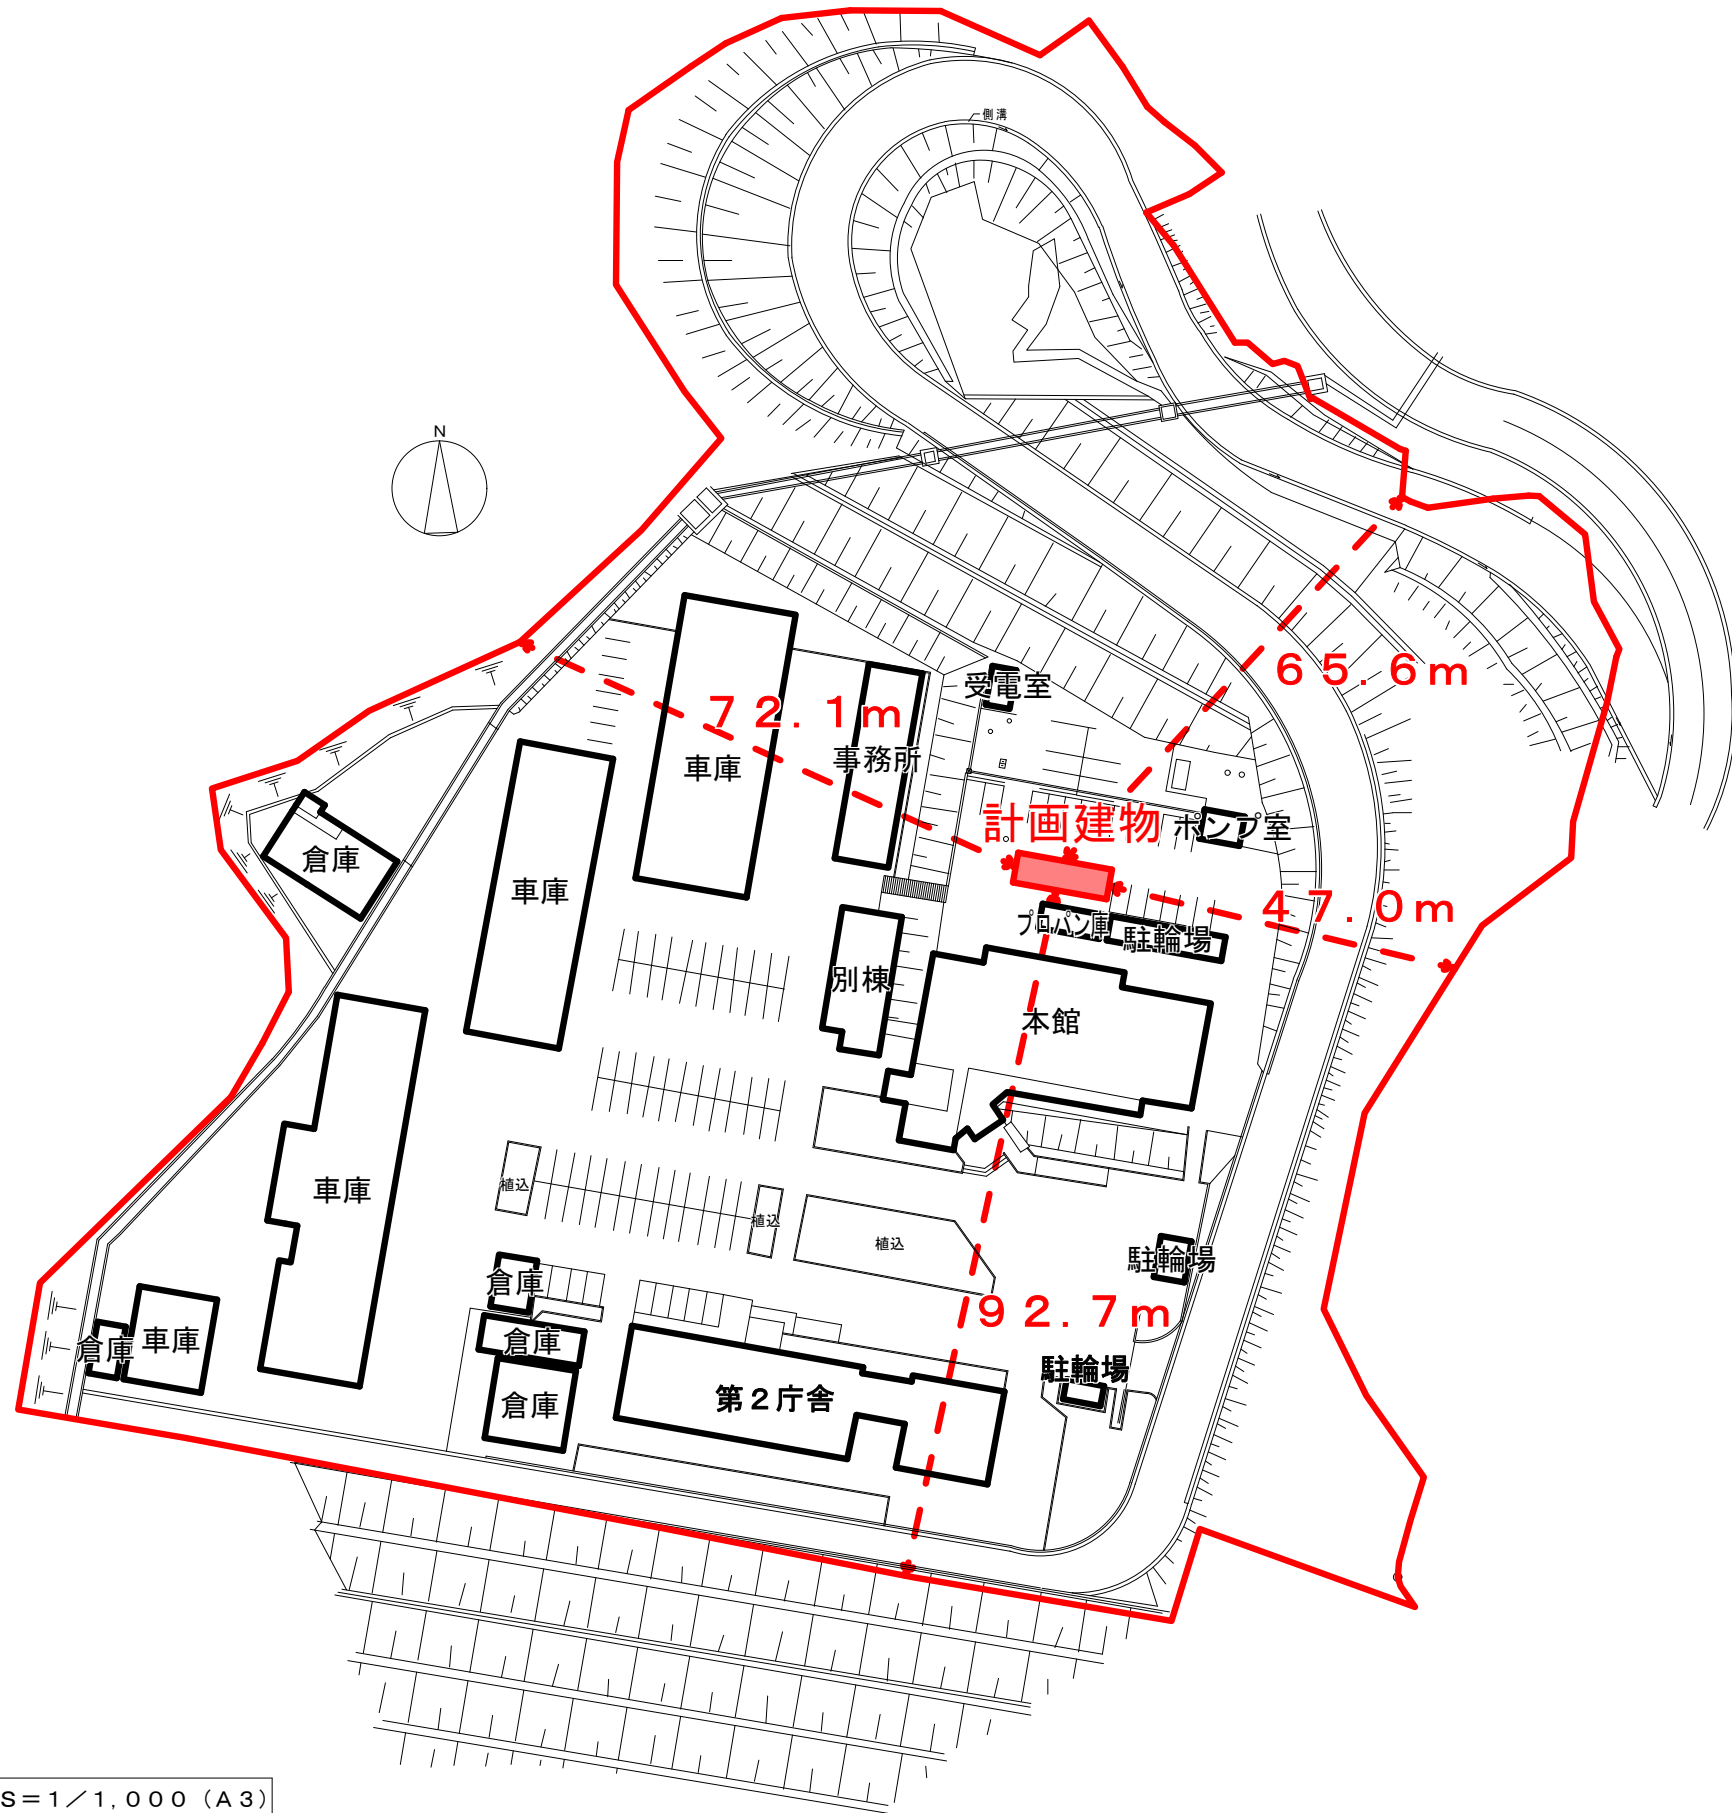 側溝
N
65.6m
受電室
72.1m
事務所
車庫
計画建物
ポンプ室
倉庫
車庫
47.0m
プロパン庫
駐輪場
別棟
本館
車庫
植込
植込
植込
駐輪場
倉庫
92.7m
倉庫
車庫
倉庫
駐輪場
第2庁舎
倉庫
S=1/1,000(A3)